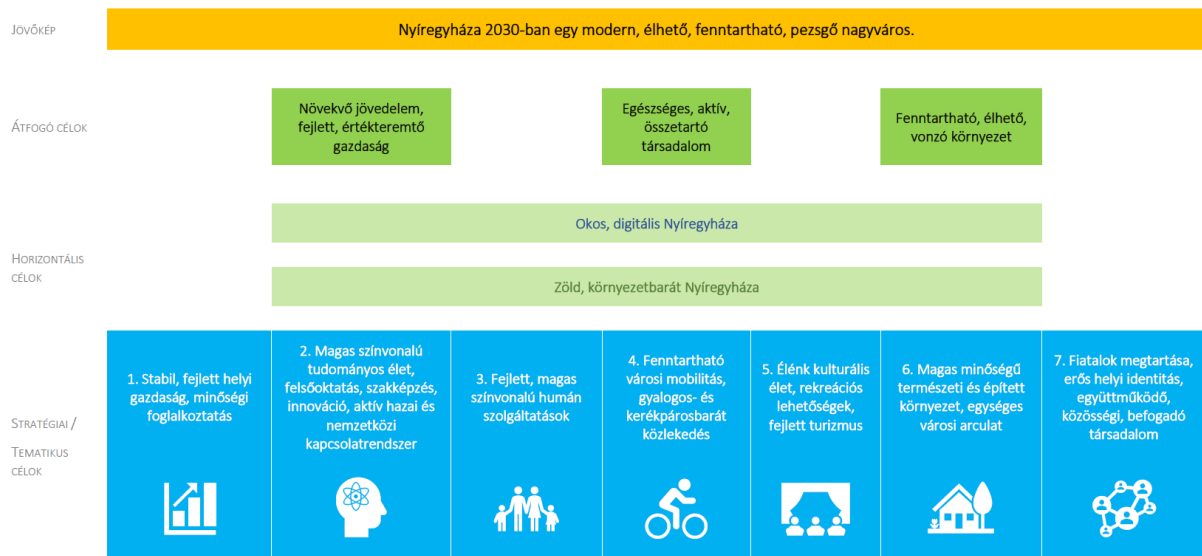 JÖVŐKÉP
Nyíregyháza 2030-ban egy modern, élhető, fenntartható, pezsgő nagyváros.
ÁTFOGÓ CÉLOK
Növekvő jövedelem,
fejlett, értékteremtő
gazdaság
Egészséges, aktív,
összetartó
társadalom
Fenntartható, élhető,
vonzó környezet
HORIZONTÁLIS
CÉLOK
Okos, digitális Nyíregyháza
Zöld, környezetbarát Nyíregyháza
STRATÉGIAI /
TEMATIKUS
CÉLOK
1. Stabil, fejlett helyi
gazdaság, minőségi
foglalkoztatás
2. Magas színvonalú
tudományos élet,
felsőoktatás, szakképzés,
innováció, aktív hazai és
nemzetközi
kapcsolatrendszer
3. Fejlett, magas
színvonalú humán
szolgáltatások
4. Fenntartható
városi mobilitás,
gyalogos- és
kerékpárosbarát
közlekedés
5. Élénk kulturális
élet, rekreációs
lehetőségek,
fejlett turizmus
6. Magas minőségű
természeti és épített
környezet, egységes
városi arculat
7. Fiatalok megtartása,
erős helyi identitás,
együttműködő,
közösségi, befogadó
társadalom